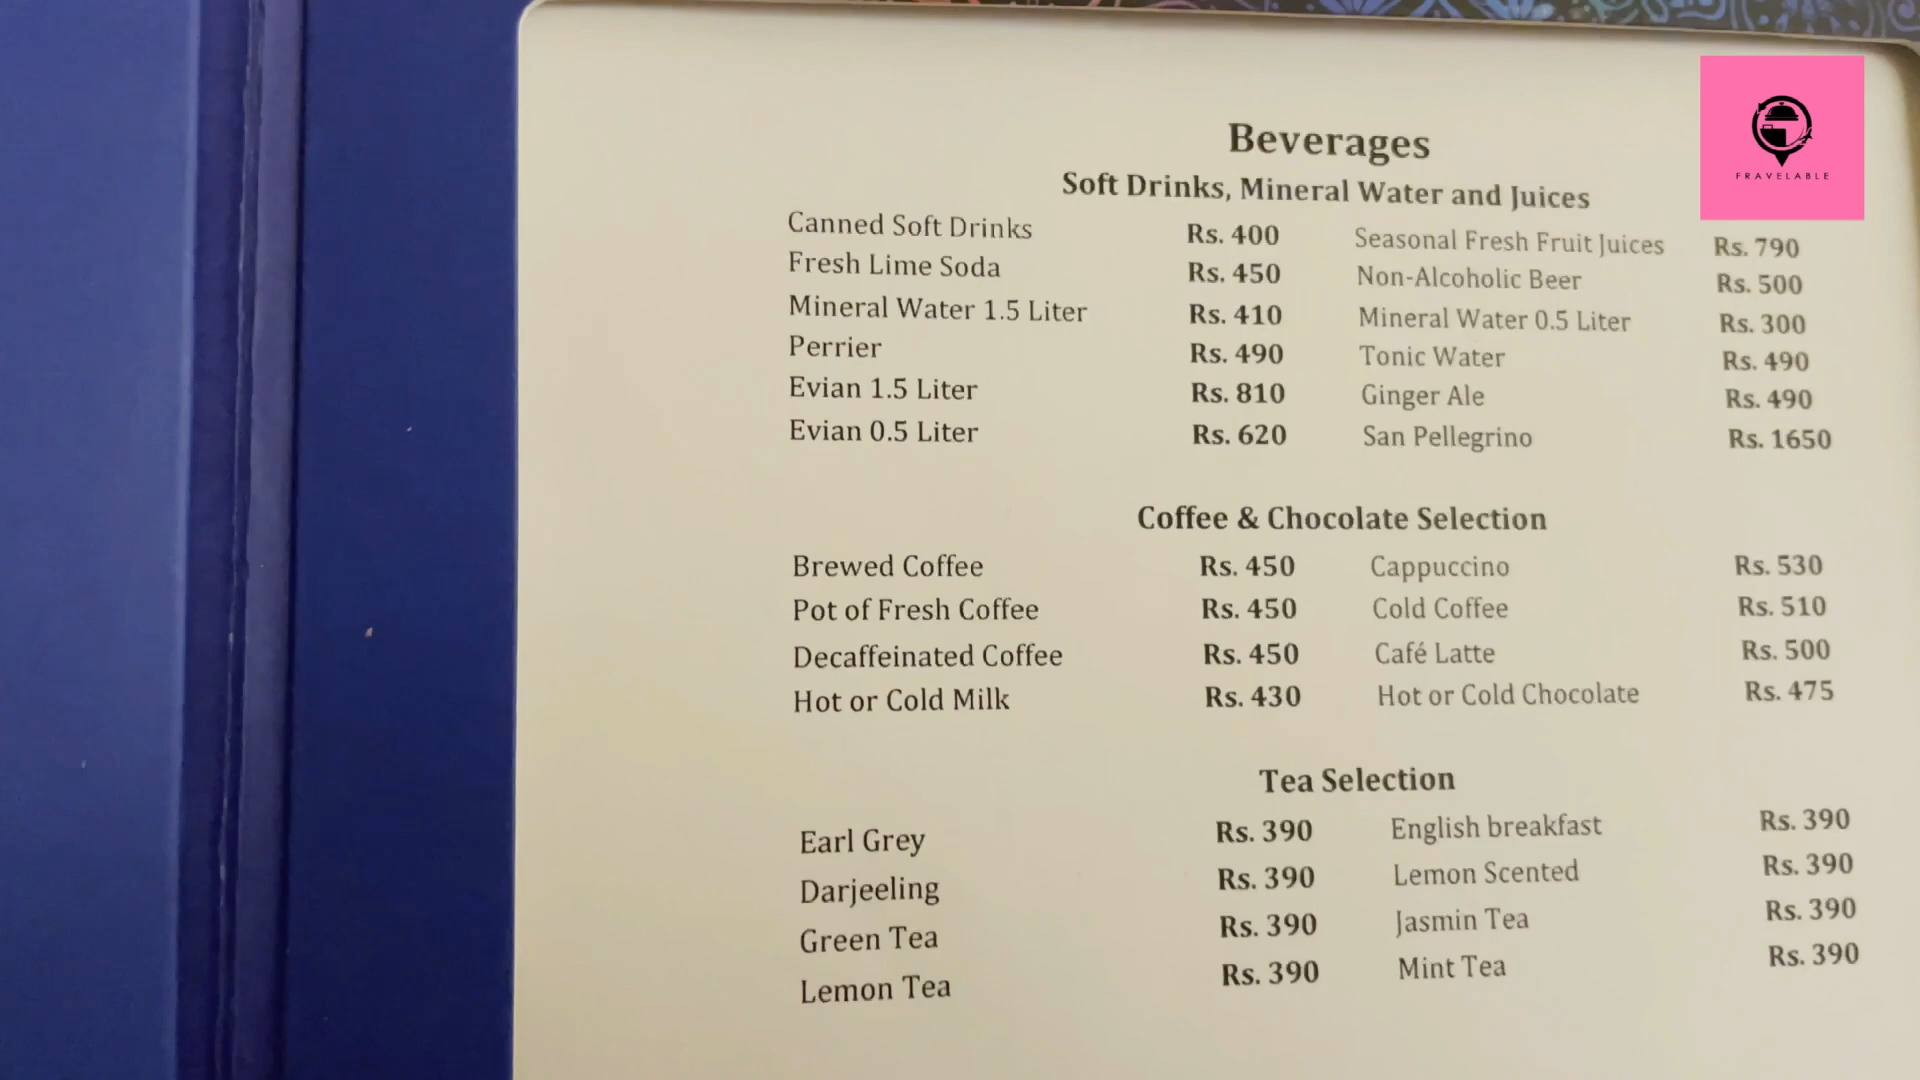 FRAVELABLE
Beverages
Soft Drinks, Mineral Water and Juices
Canned Soft Drinks Rs. 400 Seasonal Fresh Fruit Juices Rs. 790
Fresh Lime Soda Rs. 450 Non-Alcoholic Beer Rs. 500
Mineral Water 1.5 Liter Rs. 410 Mineral Water 0.5 Liter Rs. 300
Perrier Rs. 490 Tonic Water Rs. 490
Evian 1.5 Liter Rs. 810 Ginger Ale Rs. 490
Evian 0.5 Liter Rs. 620 San Pellegrino Rs. 1650
Coffee & Chocolate Selection
Brewed Coffee Rs. 450 Cappuccino Rs. 530
Pot of Fresh Coffee Rs. 450 Cold Coffee Rs. 510
Decaffeinated Coffee Rs. 450 Café Latte Rs. 500
Hot or Cold Milk Rs. 430 Hot or Cold Chocolate Rs. 475
Tea Selection
Earl Grey Rs. 390 English breakfast Rs. 390
Darjeeling Rs. 390 Lemon Scented Rs. 390
Green Tea Rs. 390 Jasmin Tea Rs. 390
Lemon Tea Rs. 390 Mint Tea Rs. 390